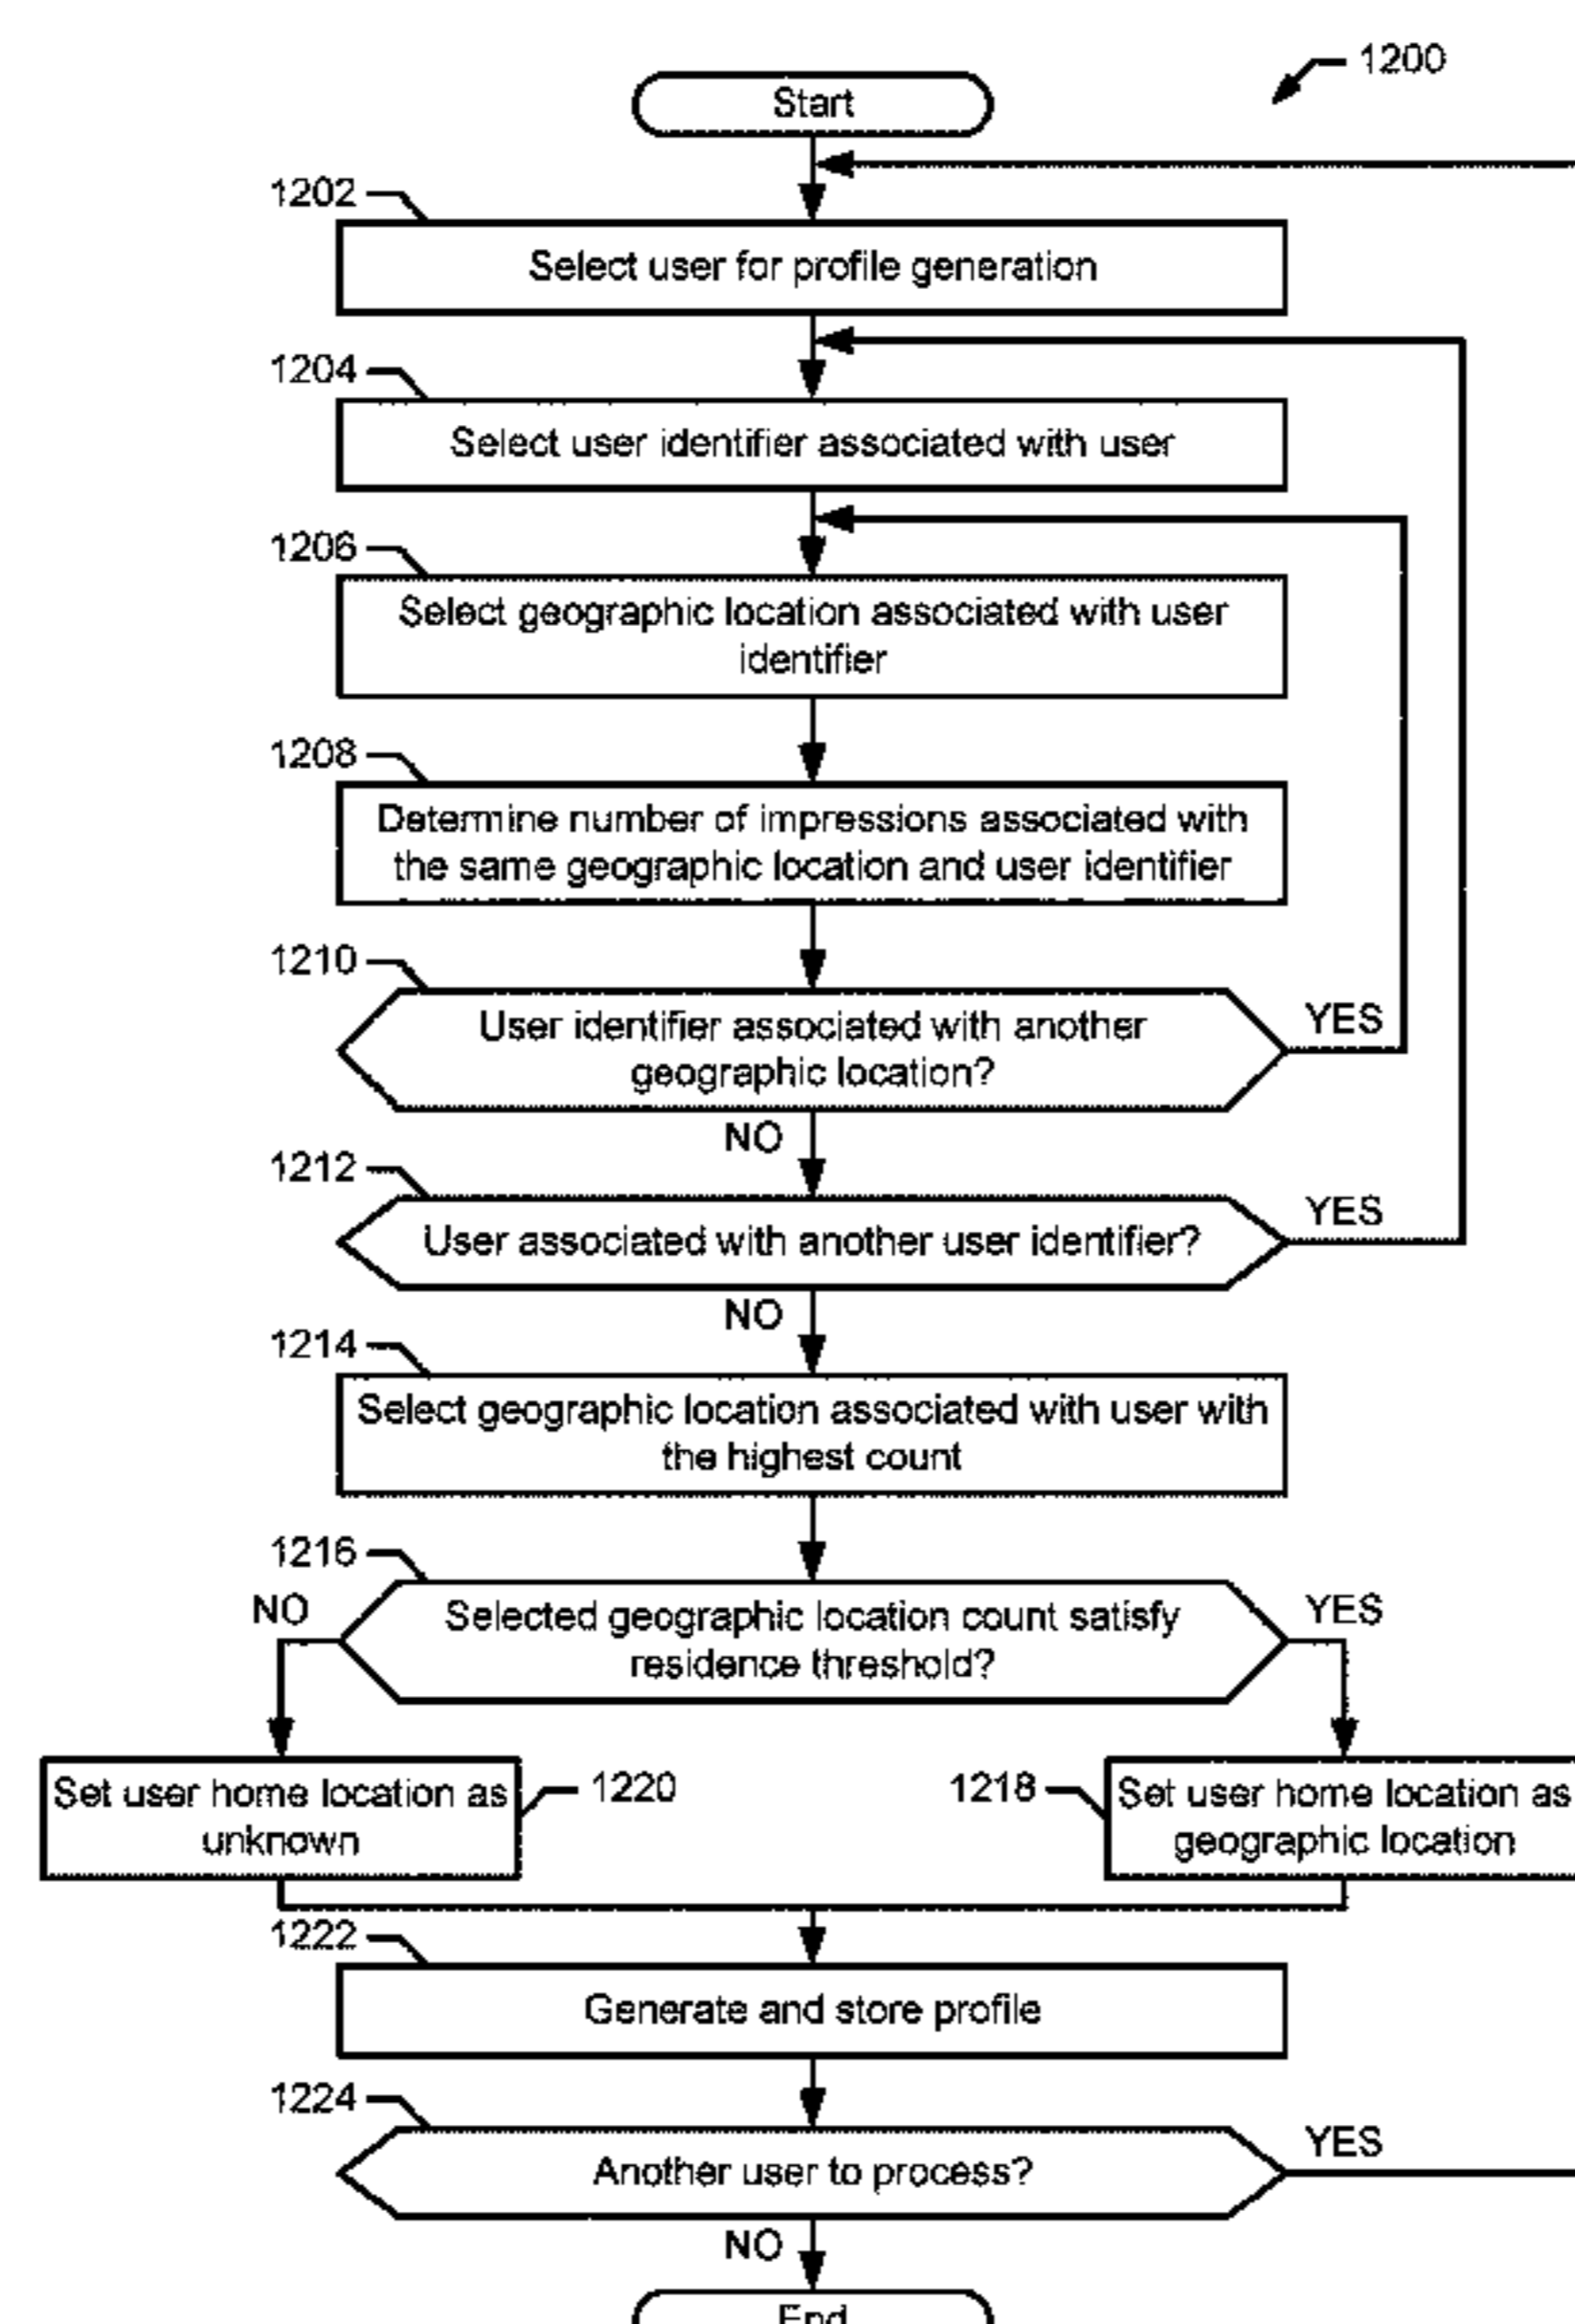 1200
Start
1202
Select user for profile generation
1204
Select user identifier associated with user
1206
Select geographic location associated with user
identifier
1208
Determine number of impressions associated with
the same geographic location and user identifier
1210
User identifier associated with another
geographic location?
YES
NO
1212
User associated with another user identifier?
YES
NO
1214
Select geographic location associated with user with
the highest count
1216
NO
Selected geographic location count satisfy
residence threshold?
YES
Set user home location as
unknown
1220
1218
Set user home location as
geographic location
1222
Generate and store profile
1224
Another user to process?
YES
NO
End